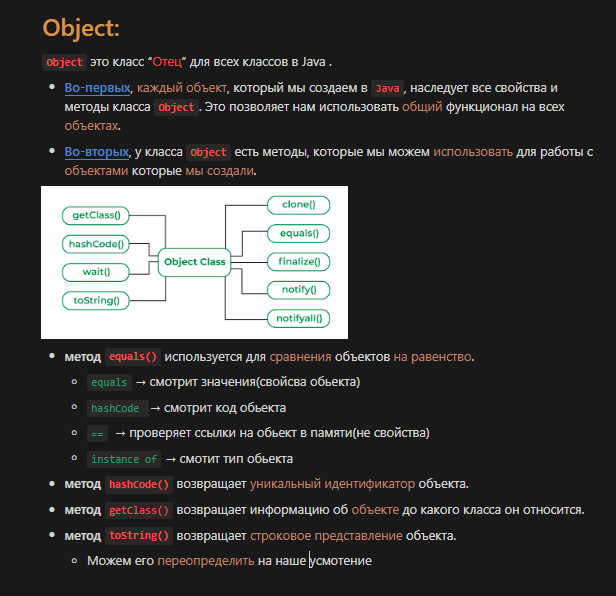 Object:
Object это класс “Отец” для всех классов в Java .
Во-первых, каждый объект, который мы создаем в Java , наследует все свойства и
методы класса Object . Это позволяет нам использовать общий функционал на всех
объектах.
Во-вторых, у класса Object есть методы, которые мы можем использовать для работы с
объектами которые мы создали.
getClass()
hashCode()
wait()
toString()
Object Class
clone()
equals()
finalize()
notify()
notifyall()
метод equals() используется для сравнения объектов на равенство.
equals → смотрит значения(свойсва обьекта)
hashCode → смотрит код обьекта
== → проверяет ссылки на обьект в памяти(не свойства)
instance of → смотит тип обьекта
метод hashCode() возвращает уникальный идентификатор объекта.
метод getClass() возвращает информацию об объекте до какого класса он относится.
метод toString() возвращает строковое представление объекта.
Можем его переопределить на наше усмотение